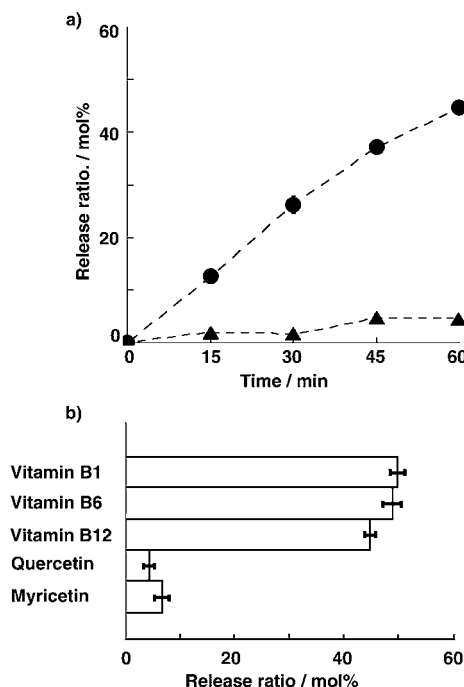 a)
60
40
20
0
Release ratio. / mol%
0 15 30 45 60
Time / min
b)
Vitamin B1
Vitamin B6
Vitamin B12
Quercetin
Myricetin
0 20 40 60
Release ratio / mol%